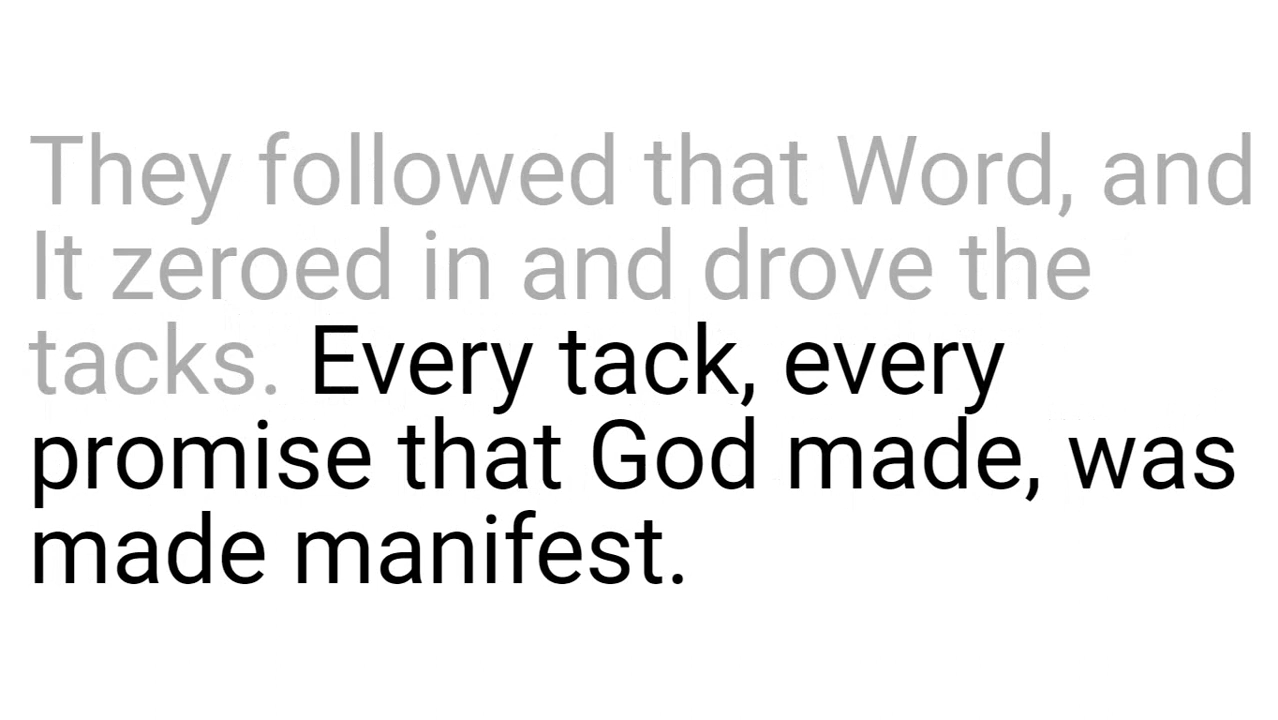 They followed that Word, and
It zeroed in and drove the
tacks. Every tack, every
promise that God made, was
made manifest.